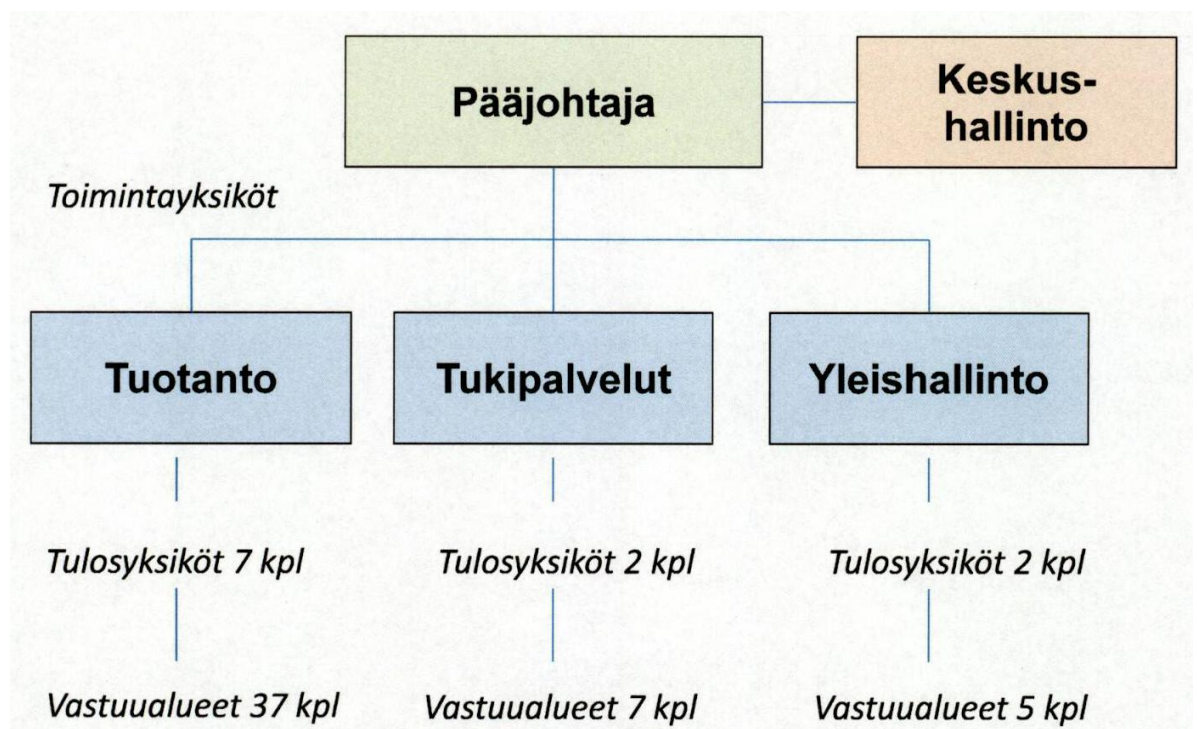 Pääjohtaja
Keskus-
hallinto
Toimintayksiköt
Tuotanto
Tukipalvelut
Yleishallinto
Tulosyksiköt 7 kpl
Tulosyksiköt 2 kpl
Tulosyksiköt 2 kpl
Vastuualueet 37 kpl
Vastuualueet 7 kpl
Vastuualueet 5 kpl